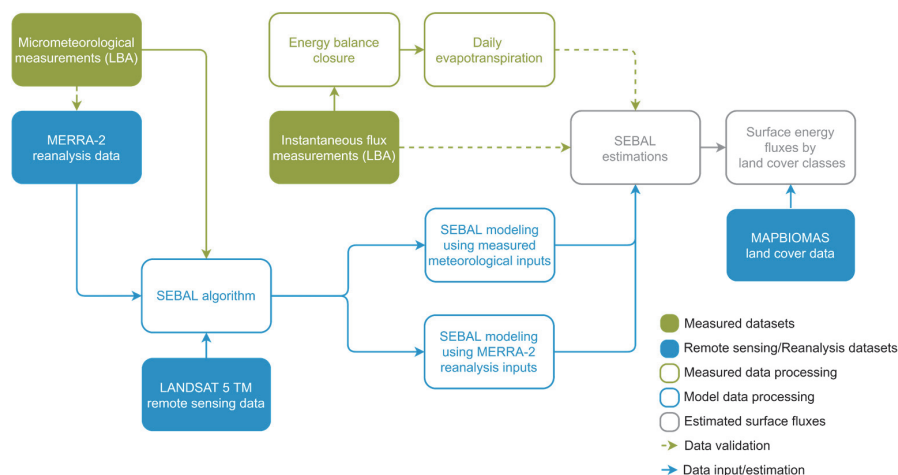 Micrometeorological
measurements (LBA)
Energy balance
closure
Daily
evapotranspiration
MERRA-2
reanalysis data
Instantaneous flux
measurements (LBA)
SEBAL
estimations
Surface energy
fluxes by
land cover classes
SEBAL modeling
using measured
meteorological inputs
MAPBIOMAS
land cover data
SEBAL algorithm
SEBAL modeling
using MERRA-2
reanalysis inputs
LANDSAT 5 TM
remote sensing data
Measured datasets
Remote sensing/Reanalysis datasets
Measured data processing
Model data processing
Estimated surface fluxes
Data validation
Data input/estimation